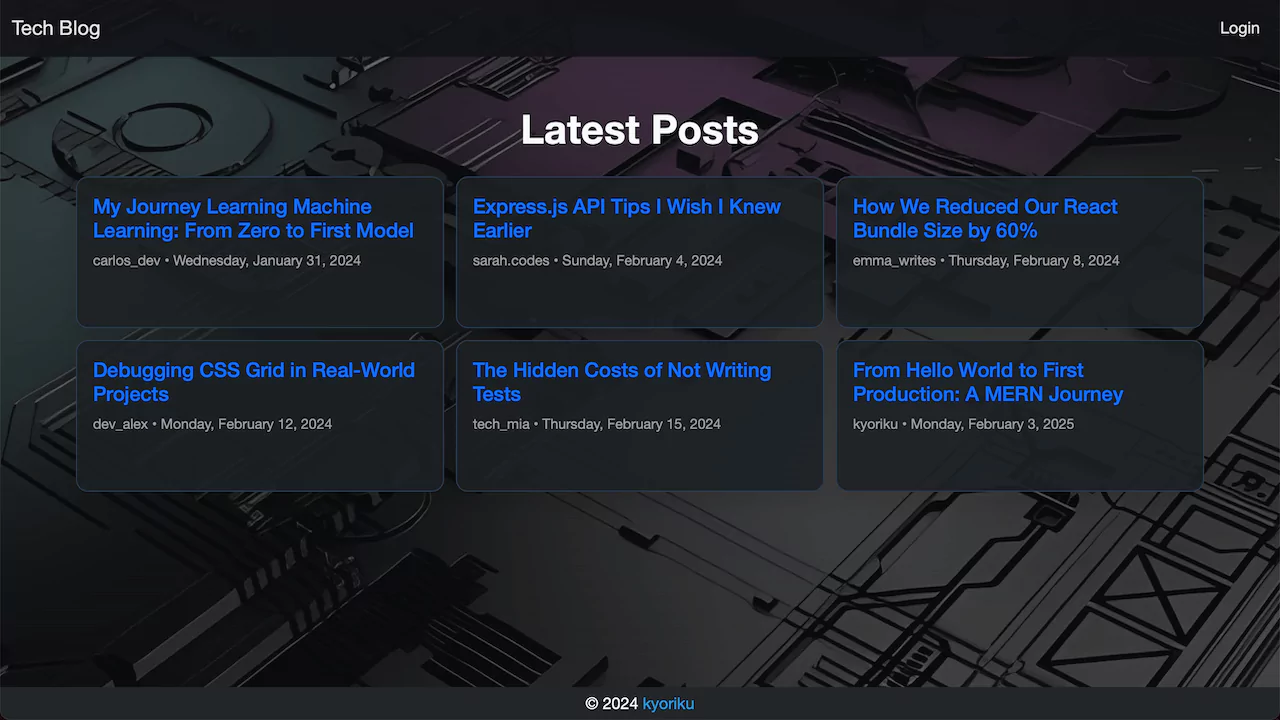 Tech Blog
Login
Latest Posts
My Journey Learning Machine
Learning: From Zero to First Model
carlos_dev • Wednesday, January 31, 2024
Express.js API Tips I Wish I Knew
Earlier
sarah.codes • Sunday, February 4, 2024
How We Reduced Our React
Bundle Size by 60%
emma_writes • Thursday, February 8, 2024
Debugging CSS Grid in Real-World
Projects
dev_alex • Monday, February 12, 2024
The Hidden Costs of Not Writing
Tests
tech_mia • Thursday, February 15, 2024
From Hello World to First
Production: A MERN Journey
kyoriku • Monday, February 3, 2025
© 2024 kyoriku